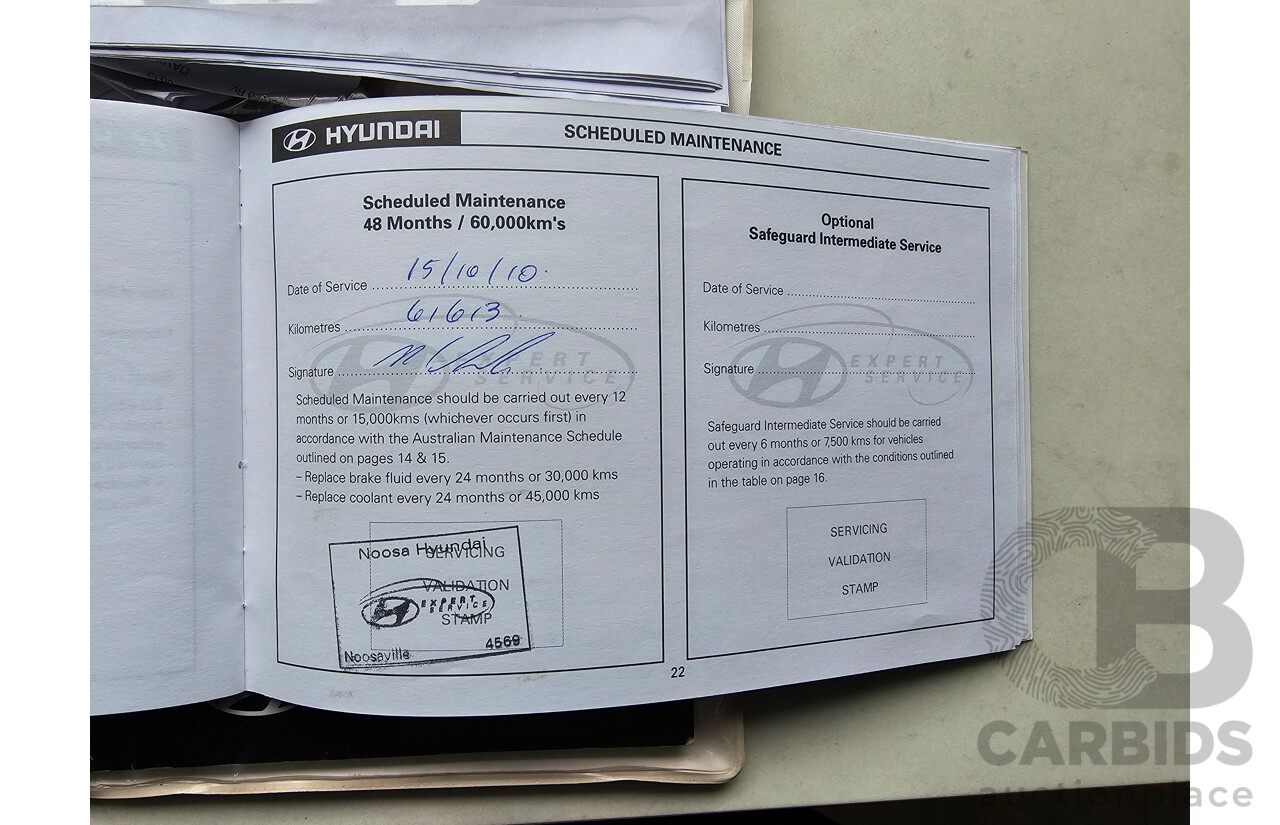 HYUNDAI
SCHEDULED MAINTENANCE
Scheduled Maintenance
48 Months / 60,000km's
Date of Service 15/10/10.
Kilometres 61613
Signature
EXPERT
SERVICE
Scheduled Maintenance should be carried out every 12
months or 15,000kms (whichever occurs first) in
accordance with the Australian Maintenance Schedule
outlined on pages 14 & 15.
– Replace brake fluid every 24 months or 30,000 kms
– Replace coolant every 24 months or 45,000 kms
SERVICING
VALIDATION
STAMP
Noosa Hyundai
EXPERT
SERVICE
4569
Noosaville
Optional
Safeguard Intermediate Service
Date of Service
Kilometres
Signature
EXPERT
SERVICE
Safeguard Intermediate Service should be carried
out every 6 months or 7,500 kms for vehicles
operating in accordance with the conditions outlined
in the table on page 16.
SERVICING
VALIDATION
STAMP
22
CB
CARBIDS
auctionplace